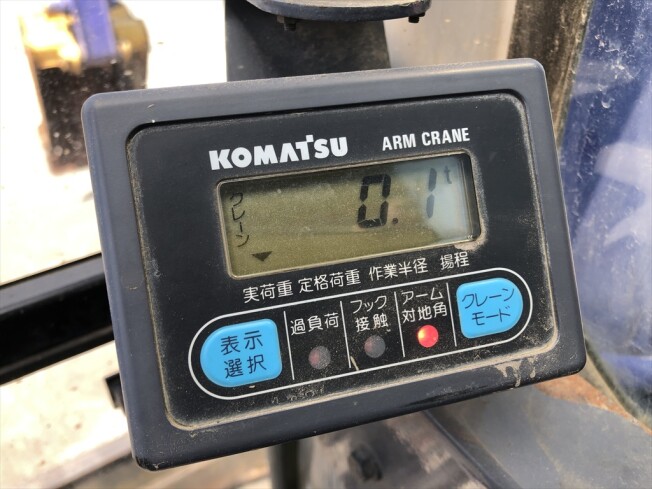 KOMATSU ARM CRANE
クレーン
0.1t
実荷重 定格荷重 作業半径 揚程
表示
選択
過負荷
フック
接触
アーム
対地角
クレーン
モード